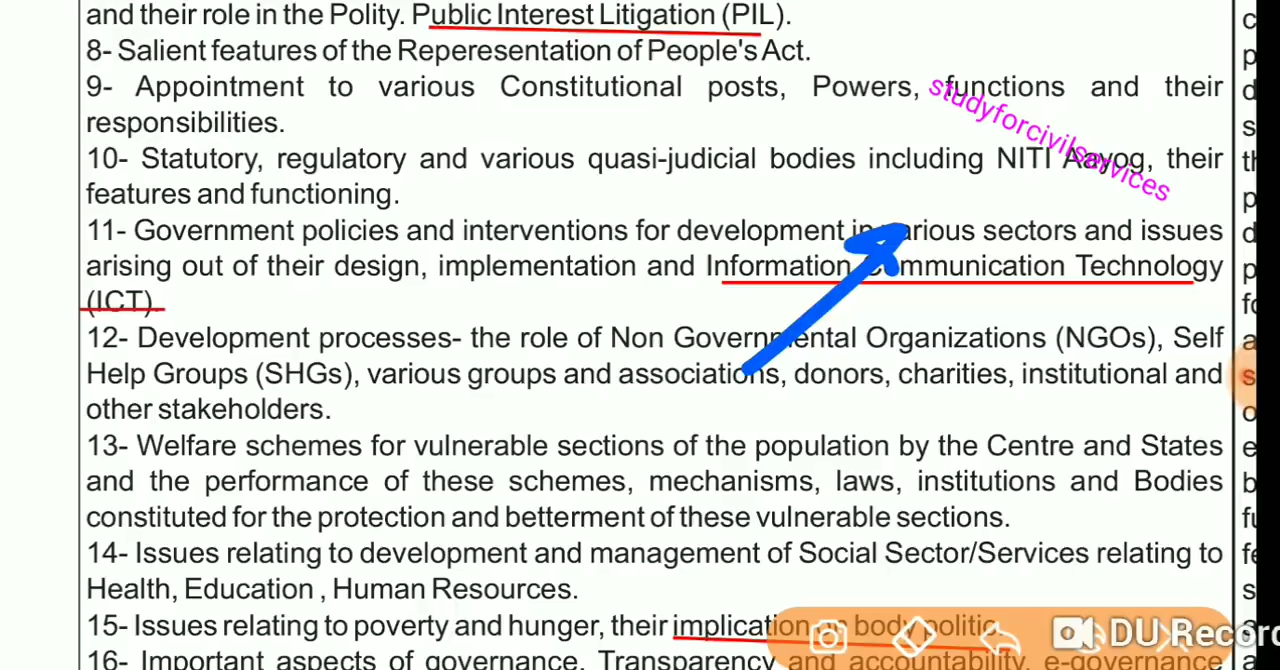 and their role in the Polity. Public Interest Litigation (PIL).
8- Salient features of the Reperesentation of People's Act.
9- Appointment to various Constitutional posts, Powers, functions and their
responsibilities.
studyforcivilservices
10- Statutory, regulatory and various quasi-judicial bodies including NITI Aayog, their
features and functioning.
11- Government policies and interventions for development in various sectors and issues
arising out of their design, implementation and Information Communication Technology
(ICT).
12- Development processes- the role of Non Governmental Organizations (NGOs), Self
Help Groups (SHGs), various groups and associations, donors, charities, institutional and
other stakeholders.
13- Welfare schemes for vulnerable sections of the population by the Centre and States
and the performance of these schemes, mechanisms, laws, institutions and Bodies
constituted for the protection and betterment of these vulnerable sections.
14- Issues relating to development and management of Social Sector/Services relating to
Health, Education , Human Resources.
15- Issues relating to poverty and hunger, their implication on body politic.
DU Recor
16- Important aspects of governance, Transparency and accountability, e-governance